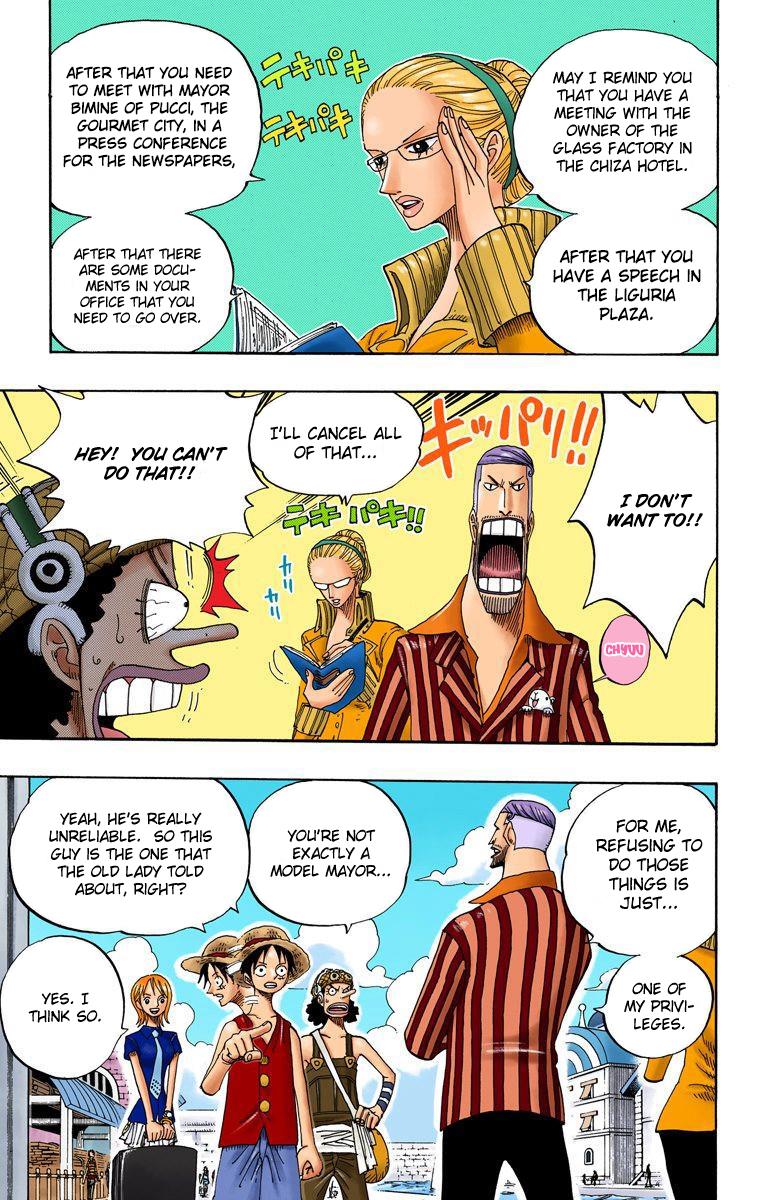 MAY I REMIND YOU
THAT YOU HAVE A
MEETING WITH THE
OWNER OF THE
GLASS FACTORY IN
THE CHIZA HOTEL.
AFTER THAT YOU
HAVE A SPEECH IN
THE LIGURIA
PLAZA.
テキパキ
テキパキ
AFTER THAT YOU NEED
TO MEET WITH MAYOR
BIMINE OF PUCCI, THE
GOURMET CITY, IN A
PRESS CONFERENCE
FOR THE NEWSPAPERS,
AFTER THAT THERE
ARE SOME DOCU-
MENTS IN YOUR
OFFICE THAT YOU
NEED TO GO OVER.
I DON'T
WANT TO!!
キッパリ!!
CHYUU
I'LL CANCEL ALL
OF THAT...
テキパキ!!
カリ
カリ
HEY! YOU CAN'T
DO THAT!!
FOR ME,
REFUSING TO
DO THOSE
THINGS IS
JUST...
ONE OF
MY PRIVI-
LEGES.
YOU'RE NOT
EXACTLY A
MODEL MAYOR...
YEAH, HE'S REALLY
UNRELIABLE. SO THIS
GUY IS THE ONE THAT
THE OLD LADY TOLD
ABOUT, RIGHT?
YES. I
THINK SO.